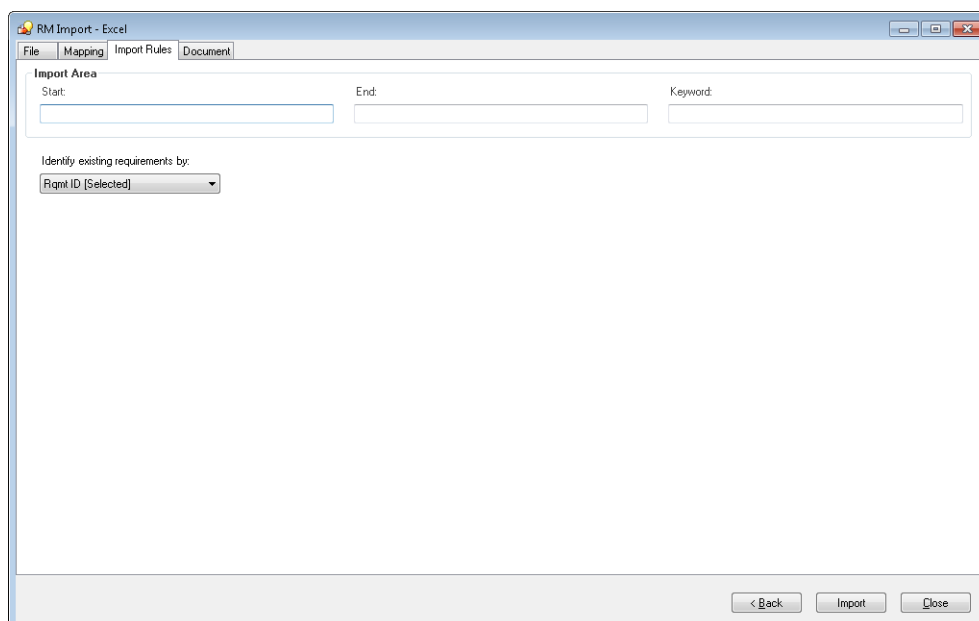 RM Import - Excel
File Mapping Import Rules Document
Import Area
Start: End: Keyword:
Identify existing requirements by:
Rqmt ID [Selected]
< Back Import Close